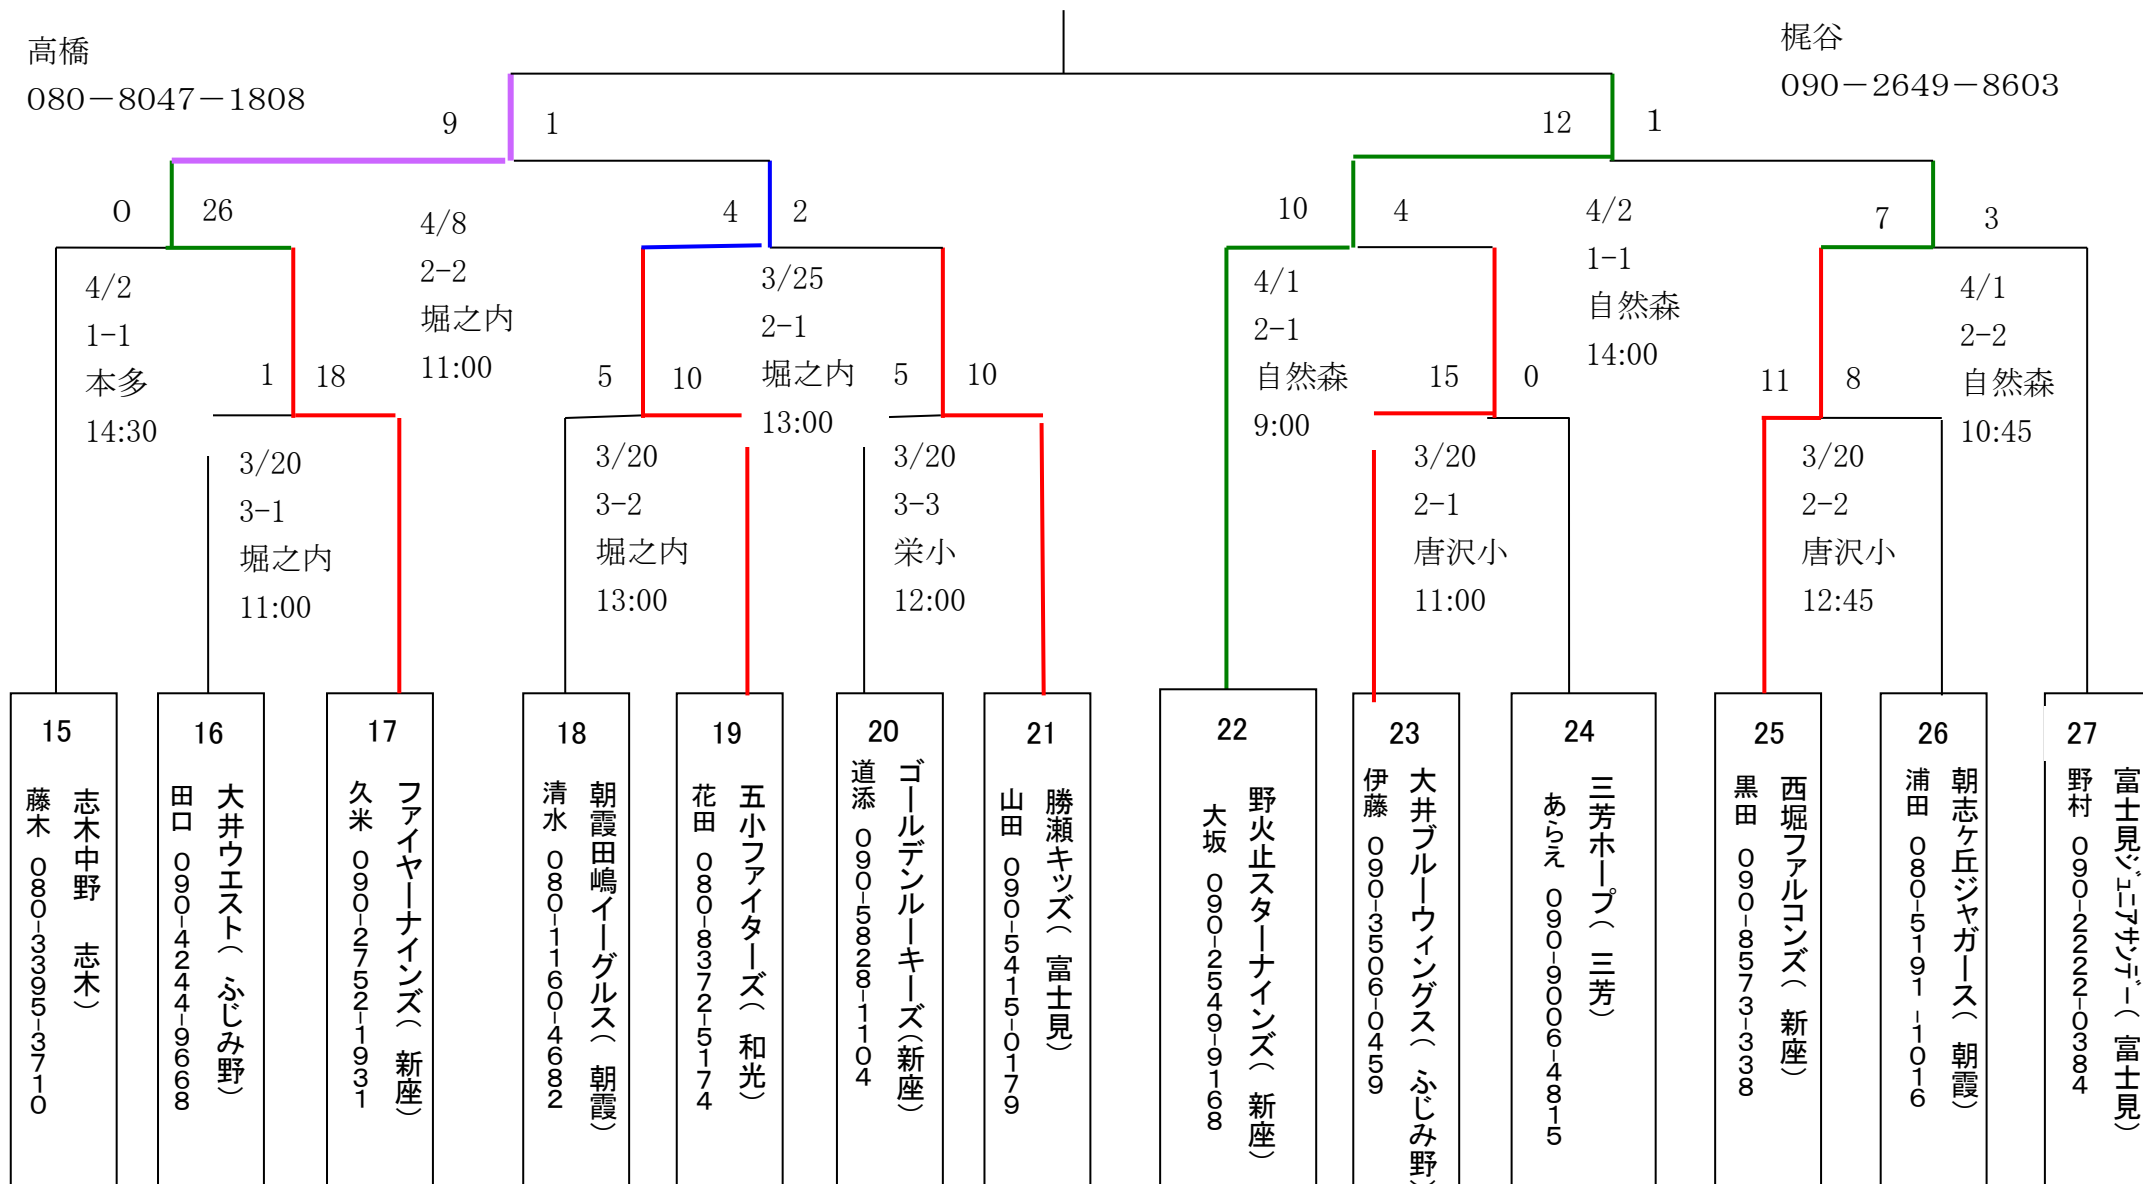 高橋
080－8047－1808
梶谷
090－2649－8603
9
1
12
1
0
26
4
2
10
4
7
3
4/8
2-2
堀之内
11:00
4/2
1-1
自然森
14:00
4/2
1-1
本多
14:30
3/25
2-1
堀之内
13:00
4/1
2-1
自然森
9:00
4/1
2-2
自然森
10:45
1
18
5
10
5
10
15
0
11
8
3/20
3-1
堀之内
11:00
3/20
3-2
堀之内
13:00
3/20
3-3
栄小
12:00
3/20
2-1
唐沢小
11:00
3/20
2-2
唐沢小
12:45
15
志木中野　志木）
藤木 080-3395-3710
16
大井ウエスト（ ふじみ野）
田口 090-4244-9668
17
ファイヤーナインズ（ 新座）
久米 090-2752-1931
18
朝霞田嶋イーグルス（ 朝霞）
清水 080-1160-4682
19
五小ファイターズ（ 和光）
花田 080-8372-5174
20
ゴールデンルーキーズ（新座）
道添 090-5828-1104
21
勝瀬キッズ（ 富士見）
山田 090-5415-0179
22
野火止スターナインズ（ 新座）
大坂 090-2549-9168
23
大井ブルーウィングス（ ふじみ野）
伊藤 090-3506-0459
24
三芳ホープ（ 三芳）
あらえ 090-9006-4815
25
西堀ファルコンズ（ 新座）
黒田 090-8573-338
26
朝志ヶ丘ジャガース（ 朝霞）
浦田 080-5191 -1016
27
富士見ｼﾞｭﾆｱｻﾝﾃﾞｰ（ 富士見）
野村 090-2222-0384